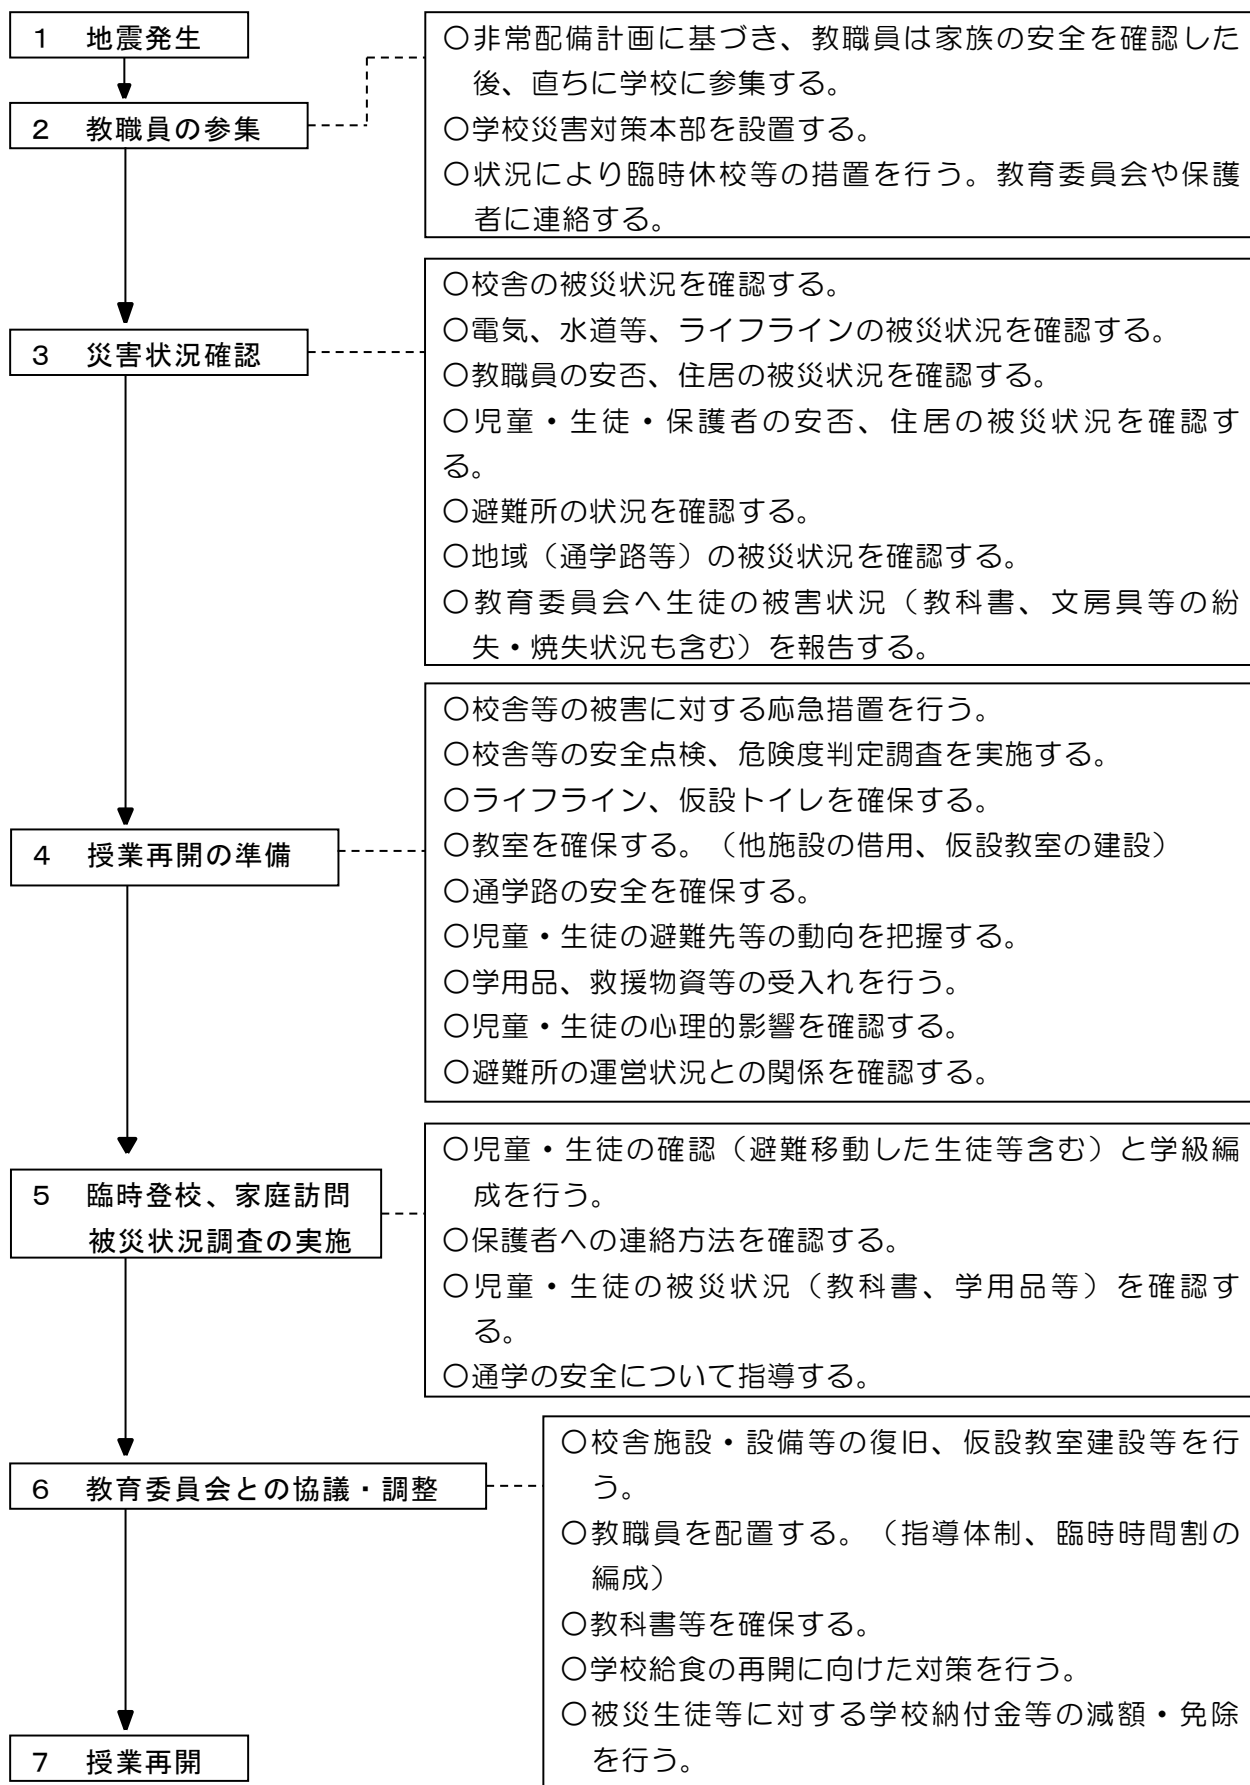 １　地震発生
２　教職員の参集
〇非常配備計画に基づき、教職員は家族の安全を確認した
後、直ちに学校に参集する。
〇学校災害対策本部を設置する。
〇状況により臨時休校等の措置を行う。教育委員会や保護
者に連絡する。
３　災害状況確認
〇校舎の被災状況を確認する。
〇電気、水道等、ライフラインの被災状況を確認する。
〇教職員の安否、住居の被災状況を確認する。
〇児童・生徒・保護者の安否、住居の被災状況を確認す
る。
〇避難所の状況を確認する。
〇地域（通学路等）の被災状況を確認する。
〇教育委員会へ生徒の被害状況（教科書、文房具等の紛
失・焼失状況も含む）を報告する。
４　授業再開の準備
〇校舎等の被害に対する応急措置を行う。
〇校舎等の安全点検、危険度判定調査を実施する。
〇ライフライン、仮設トイレを確保する。
〇教室を確保する。（他施設の借用、仮設教室の建設）
〇通学路の安全を確保する。
〇児童・生徒の避難先等の動向を把握する。
〇学用品、救援物資等の受入れを行う。
〇児童・生徒の心理的影響を確認する。
〇避難所の運営状況との関係を確認する。
５　臨時登校、家庭訪問
被災状況調査の実施
〇児童・生徒の確認（避難移動した生徒等含む）と学級編
成を行う。
〇保護者への連絡方法を確認する。
〇児童・生徒の被災状況（教科書、学用品等）を確認す
る。
〇通学の安全について指導する。
６　教育委員会との協議・調整
〇校舎施設・設備等の復旧、仮設教室建設等を行
う。
〇教職員を配置する。（指導体制、臨時時間割の
編成）
〇教科書等を確保する。
〇学校給食の再開に向けた対策を行う。
〇被災生徒等に対する学校納付金等の減額・免除
を行う。
７　授業再開